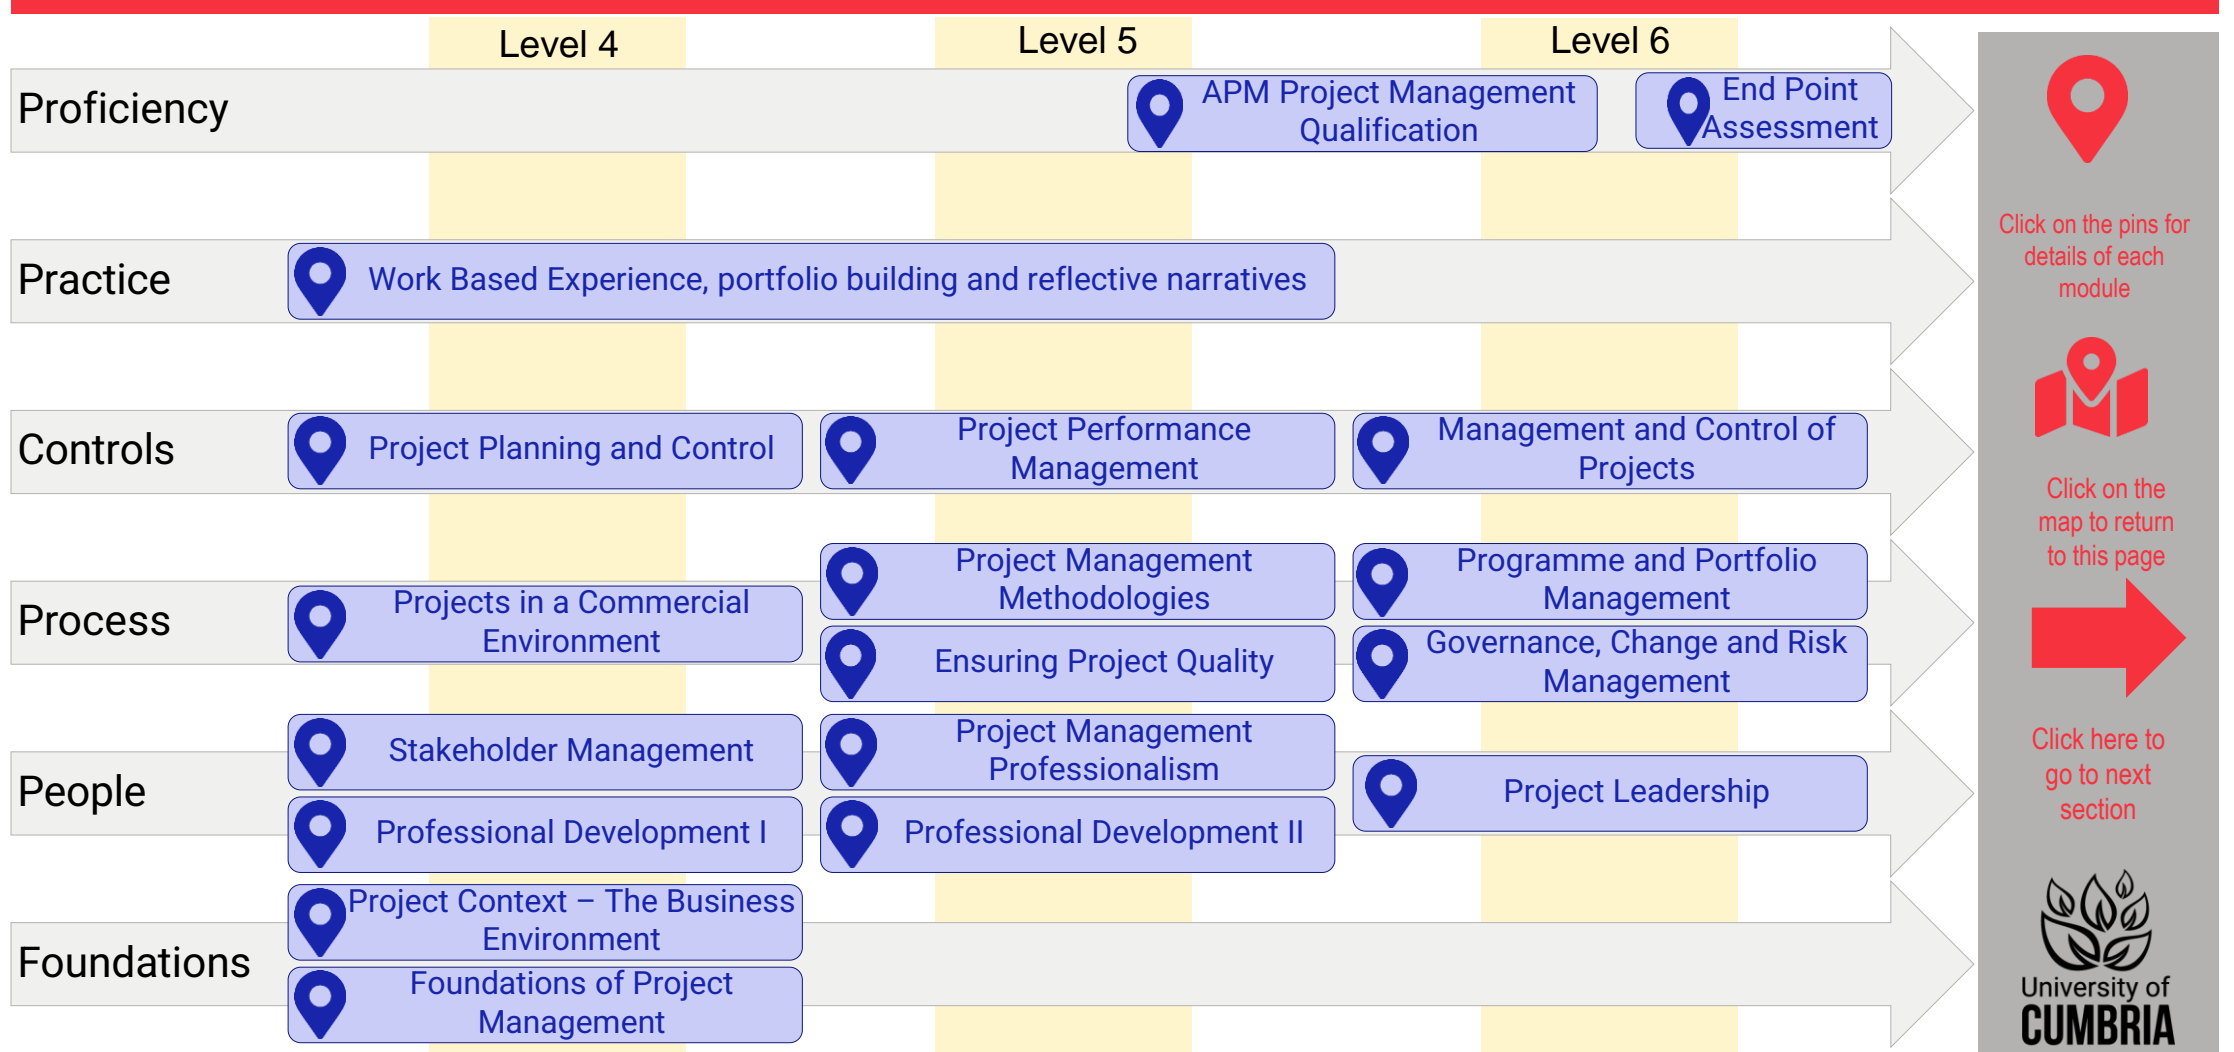 Level 4
Level 5
Level 6
Proficiency
APM Project Management
Qualification
End Point
Assessment
Practice
Work Based Experience, portfolio building and reflective narratives
Controls
Project Planning and Control
Project Performance
Management
Management and Control of
Projects
Process
Projects in a Commercial
Environment
Project Management
Methodologies
Ensuring Project Quality
Programme and Portfolio
Management
Governance, Change and Risk
Management
People
Stakeholder Management
Professional Development I
Project Management
Professionalism
Professional Development II
Project Leadership
Foundations
Project Context – The Business
Environment
Foundations of Project
Management
Click on the pins for
details of each
module
Click on the
map to return
to this page
Click here to
go to next
section
University of
CUMBRIA